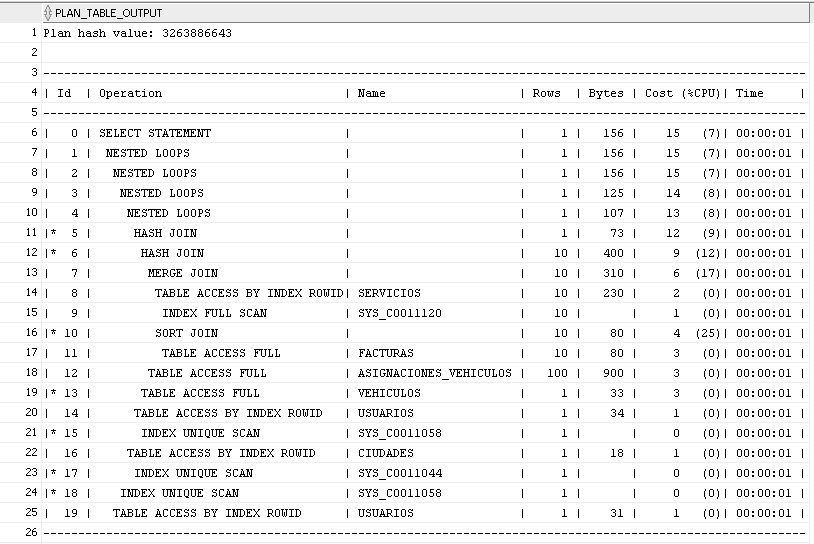 PLAN_TABLE_OUTPUT
1 Plan hash value: 3263886643
2
3 --------------------------------------------------------------------------------------------------------------
4 | Id  | Operation                           | Name                  | Rows  | Bytes | Cost (%CPU)| Time     |
5 --------------------------------------------------------------------------------------------------------------
6 |   0 | SELECT STATEMENT                    |                       |     1 |   156 |    15   (7)| 00:00:01 |
7 |   1 |  NESTED LOOPS                       |                       |     1 |   156 |    15   (7)| 00:00:01 |
8 |   2 |   NESTED LOOPS                      |                       |     1 |   156 |    15   (7)| 00:00:01 |
9 |   3 |    NESTED LOOPS                     |                       |     1 |   125 |    14   (8)| 00:00:01 |
10 |   4 |     NESTED LOOPS                    |                       |     1 |   107 |    13   (8)| 00:00:01 |
11 |*  5 |      HASH JOIN                      |                       |     1 |    73 |    12   (9)| 00:00:01 |
12 |*  6 |       HASH JOIN                     |                       |    10 |   400 |     9  (12)| 00:00:01 |
13 |   7 |        MERGE JOIN                   |                       |    10 |   310 |     6  (17)| 00:00:01 |
14 |   8 |         TABLE ACCESS BY INDEX ROWID| SERVICIOS             |    10 |   230 |     2   (0)| 00:00:01 |
15 |   9 |          INDEX FULL SCAN            | SYS_C0011120          |    10 |       |     1   (0)| 00:00:01 |
16 |* 10 |         SORT JOIN                   |                       |    10 |    80 |     4  (25)| 00:00:01 |
17 |  11 |          TABLE ACCESS FULL          | FACTURAS              |    10 |    80 |     3   (0)| 00:00:01 |
18 |  12 |        TABLE ACCESS FULL            | ASIGNACIONES_VEHICULOS |   100 |   900 |     3   (0)| 00:00:01 |
19 |* 13 |       TABLE ACCESS FULL             | VEHICULOS             |     1 |    33 |     3   (0)| 00:00:01 |
20 |  14 |      TABLE ACCESS BY INDEX ROWID    | USUARIOS              |     1 |    34 |     1   (0)| 00:00:01 |
21 |* 15 |       INDEX UNIQUE SCAN             | SYS_C0011058          |     1 |       |     0   (0)| 00:00:01 |
22 |  16 |     TABLE ACCESS BY INDEX ROWID     | CIUDADES              |     1 |    18 |     1   (0)| 00:00:01 |
23 |* 17 |      INDEX UNIQUE SCAN              | SYS_C0011044          |     1 |       |     0   (0)| 00:00:01 |
24 |* 18 |    INDEX UNIQUE SCAN                | SYS_C0011058          |     1 |       |     0   (0)| 00:00:01 |
25 |  19 |   TABLE ACCESS BY INDEX ROWID       | USUARIOS              |     1 |    31 |     1   (0)| 00:00:01 |
26 --------------------------------------------------------------------------------------------------------------